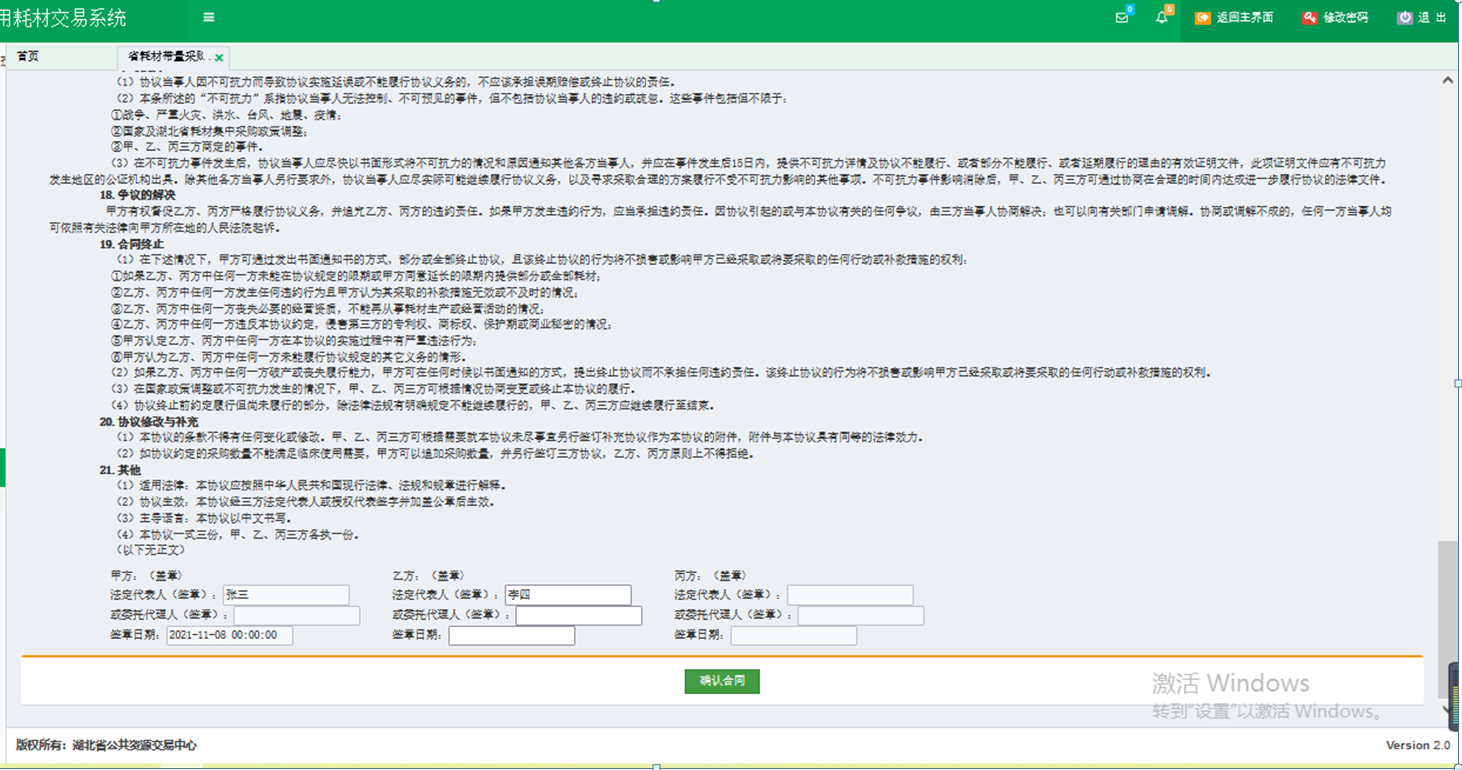 用耗材交易系统
0
6
返回主界面
修改密码
退 出
首页
省耗材带量采购.
（1）协议当事人因不可抗力而导致协议实施延误或不能履行协议义务的，不应该承担误期赔偿或终止协议的责任。
（2）本条所述的“不可抗力”系指协议当事人无法控制、不可预见的事件，但不包括协议当事人的违约或疏忽。这些事件包括但不限于：
①战争、严重火灾、洪水、台风、地震、疫情；
②国家及湖北省耗材集中采购政策调整；
③甲、乙、丙三方商定的事件。
（3）在不可抗力事件发生后，协议当事人应尽快以书面形式将不可抗力的情况和原因通知其他各方当事人，并应在事件发生后15日内，提供不可抗力详情及协议不能履行、或者部分不能履行、或者延期履行的理由的有效证明文件，此项证明文件应有不可抗力
发生地区的公证机构出具。除其他各方当事人另行要求外，协议当事人应尽实际可能继续履行协议义务，以及寻求采取合理的方案履行不受不可抗力影响的其他事项。不可抗力事件影响消除后，甲、乙、丙三方可通过协商在合理的时间内达成进一步履行协议的法律文件。
18. 争议的解决
甲方有权督促乙方、丙方严格履行协议义务，并追究乙方、丙方的违约责任。如果甲方发生违约行为，应当承担违约责任。因协议引起的或与本协议有关的任何争议，由三方当事人协商解决；也可以向有关部门申请调解。协商或调解不成的，任何一方当事人均
可依照有关法律向甲方所在地的人民法院起诉。
19. 合同终止
（1）在下述情况下，甲方可通过发出书面通知书的方式，部分或全部终止协议，且该终止协议的行为将不损害或影响甲方已经采取或将要采取的任何行动或补救措施的权利：
①如果乙方、丙方中任何一方未能在协议规定的限期或甲方同意延长的限期内提供部分或全部耗材；
②乙方、丙方中任何一方发生任何违约行为且甲方认为其采取的补救措施无效或不及时的情况；
③乙方、丙方中任何一方丧失必要的经营资质，不能再从事耗材生产或经营活动的情况；
④乙方、丙方中任何一方违反本协议约定，侵害第三方的专利权、商标权、保护期或商业秘密的情况；
⑤甲方认定乙方、丙方中任何一方在本协议的实施过程中有严重违法行为；
⑥甲方认为乙方、丙方中任何一方未能履行协议规定的其它义务的情形。
（2）如果乙方、丙方中任何一方破产或丧失履行能力，甲方可在任何时候以书面通知的方式，提出终止协议而不承担任何违约责任。该终止协议的行为将不损害或影响甲方已经采取或将要采取的任何行动或补救措施的权利。
（3）在国家政策调整或不可抗力发生的情况下，甲、乙、丙三方可根据情况协商变更或终止本协议的履行。
（4）协议终止前约定履行但尚未履行的部分，除法律法规有明确规定不能继续履行的，甲、乙、丙三方应继续履行至结束。
20. 协议修改与补充
（1）本协议的条款不得有任何变化或修改。甲、乙、丙三方可根据需要就本协议未尽事宜另行签订补充协议作为本协议的附件，附件与本协议具有同等的法律效力。
（2）如协议约定的采购数量不能满足临床使用需要，甲方可以追加采购数量，并另行签订三方协议，乙方、丙方原则上不得拒绝。
21. 其他
（1）适用法律：本协议应按照中华人民共和国现行法律、法规和规章进行解释。
（2）协议生效：本协议经三方法定代表人或授权代表签字并加盖公章后生效。
（3）主导语言：本协议以中文书写。
（4）本协议一式三份，甲、乙、丙三方各执一份。
（以下无正文）
甲方：（盖章） 乙方：（盖章） 丙方：（盖章）
法定代表人（签章）：张三 法定代表人（签章）：李四 法定代表人（签章）：
或委托代理人（签章）： 或委托代理人（签章）： 或委托代理人（签章）：
签章日期：2021-11-08 00:00:00 签章日期： 签章日期：
确认合同
激活 Windows
转到“设置”以激活 Windows。
版权所有：湖北省公共资源交易中心
Version 2.0